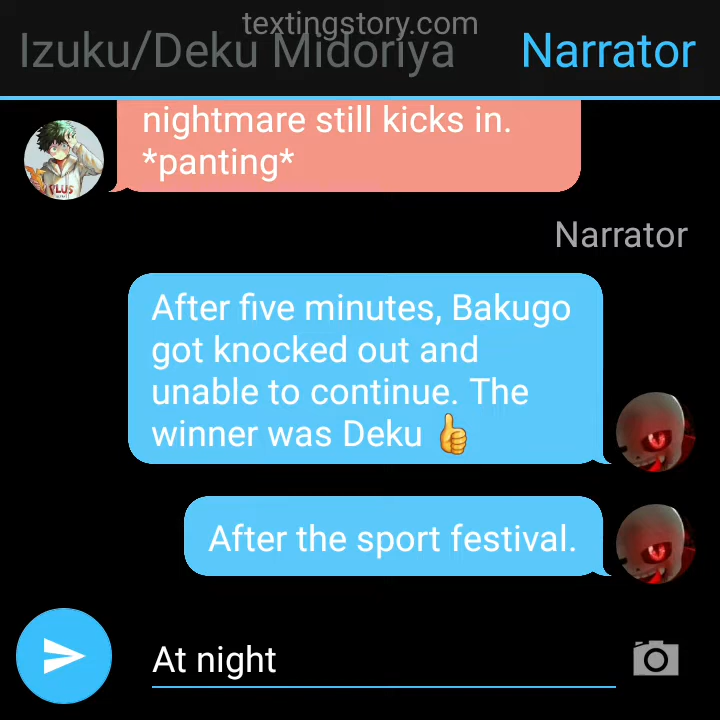 textingstory.com
Izuku/Deku Midoriya
Narrator
nightmare still kicks in.
*panting*
PLUS
Narrator
After five minutes, Bakugo
got knocked out and
unable to continue. The
winner was Deku 👍
After the sport festival.
At night